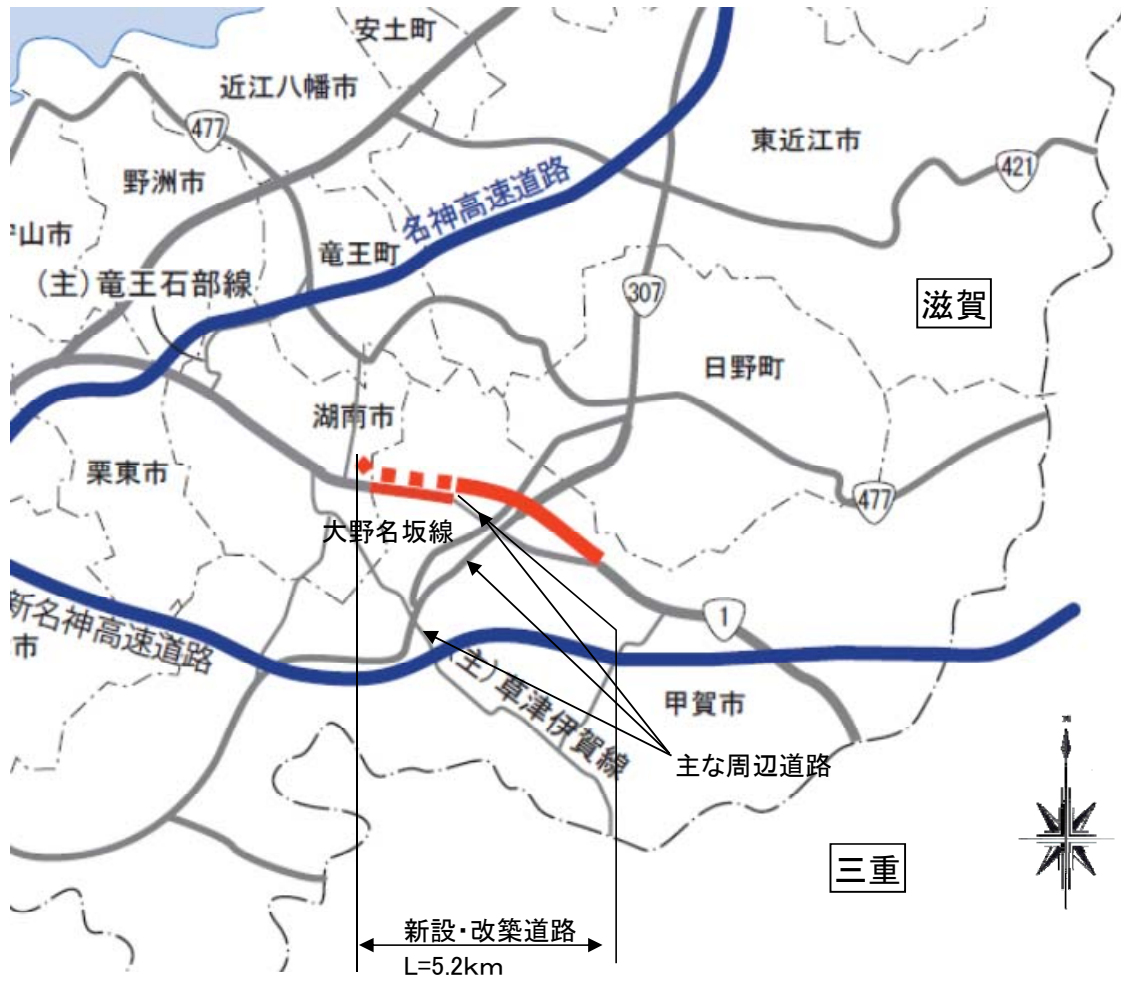 安土町
近江八幡市
477
東近江市
421
野洲市
名神高速道路
山市
竜王町
(主)竜王石部線
307
滋賀
日野町
湖南市
栗東市
477
大野名坂線
新名神高速道路
市
1
(主)草津伊賀線
甲賀市
主な周辺道路
三重
新設・改築道路
L=5.2km